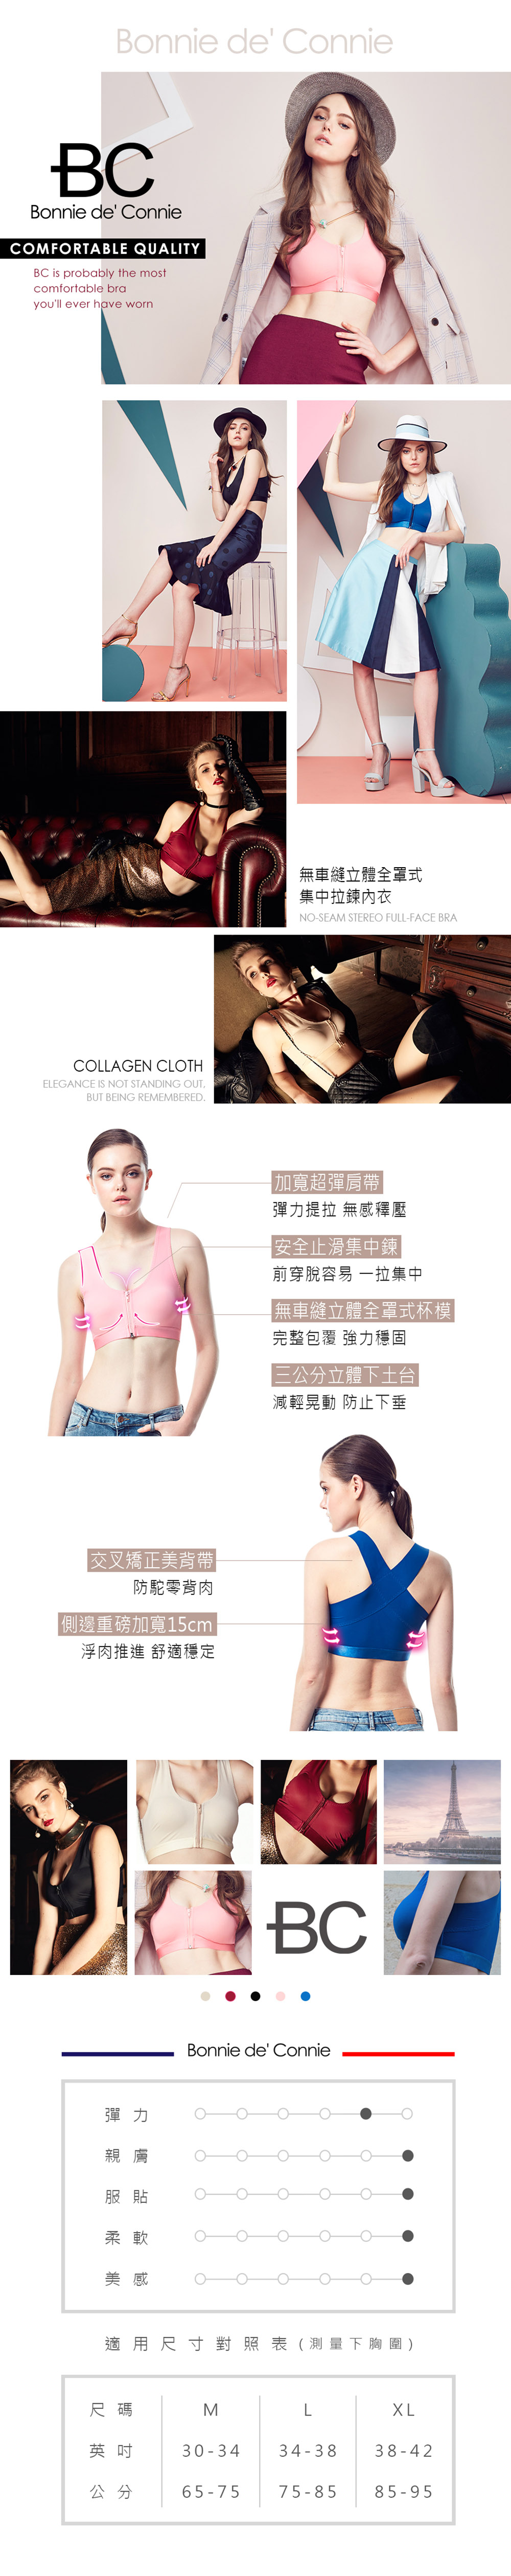 Bonnie de' Connie
BC
Bonnie de' Connie
COMFORTABLE QUALITY
BC is probably the most
comfortable bra
you'll ever have worn
無車縫立體全罩式
集中拉鍊內衣
NO-SEAM STEREO FULL-FACE BRA
COLLAGEN CLOTH
ELEGANCE IS NOT STANDING OUT,
BUT BEING REMEMBERED.
加寬超彈肩帶
彈力提拉 無感釋壓
安全止滑集中鍊
前穿脫容易 一拉集中
無車縫立體全罩式杯模
完整包覆 強力穩固
三公分立體下土台
減輕晃動 防止下垂
交叉矯正美背帶
防駝零背肉
側邊重磅加寬15cm
浮肉推進 舒適穩定
BC
Bonnie de' Connie
彈力
親膚
服貼
柔軟
美感
適用尺寸對照表(測量下胸圍)
尺碼 M L XL
英吋 30-34 34-38 38-42
公分 65-75 75-85 85-95